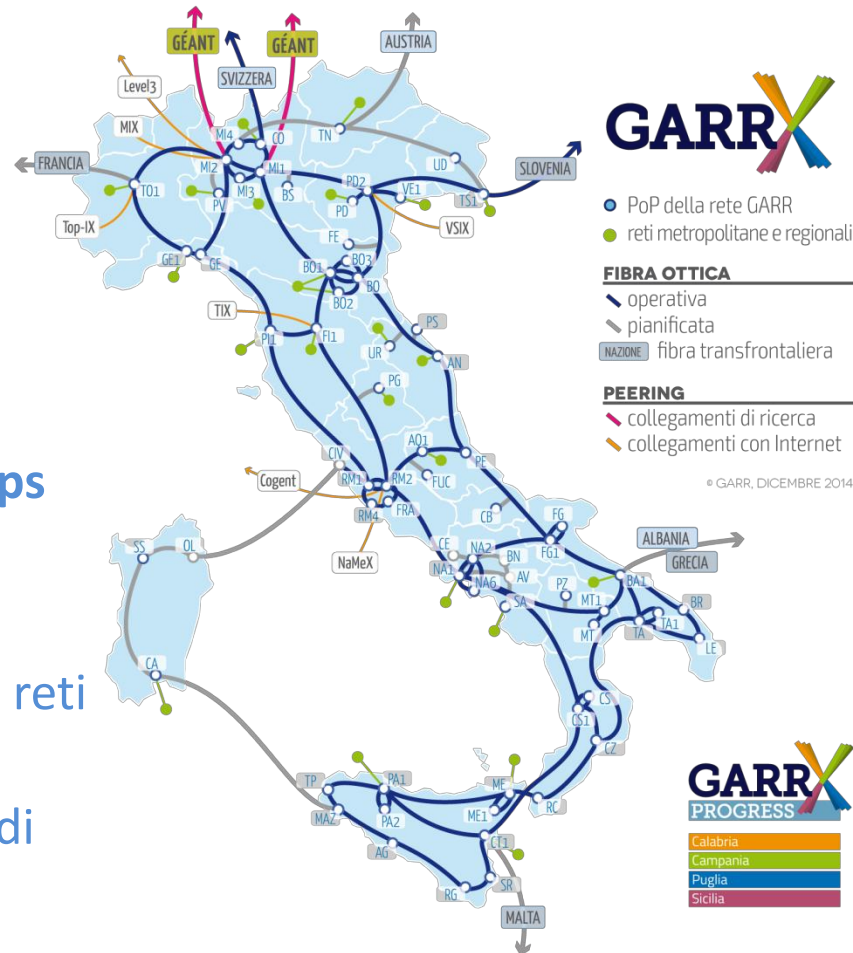 GÉANT
GÉANT
AUSTRIA
SVIZZERA
Level3
MIX
MI4
CO
TN
FRANCIA
MI2
MI1
UD
SLOVENIA
TO1
MI3
BS
PD2
VE1
TS1
PV
PD
Top-IX
VSIX
FE
GE1
GE
BO3
BO1
BO
BO2
TIX
PI1
FI1
PS
UR
AN
PG
CIV
AQ1
PE
ps
Cogent
RM1
RM2
FUC
RM4
FRA
CB
FG
FG1
NaMeX
CE
NA2
BN
ALBANIA
GRECIA
SS
OL
NA1
NA6
AV
PZ
BA1
SA
MT1
BR
MT
TA
TA1
LE
CA
reti
CS
CS1
CZ
TP
PA1
ME
MAZ
PA2
ME1
RC
di
AG
CT1
RG
SR
MALTA
GARRX
PoP della rete GARR
reti metropolitane e regionali
FIBRA OTTICA
operativa
pianificata
NAZIONE fibra transfrontaliera
PEERING
collegamenti di ricerca
collegamenti con Internet
© GARR, DICEMBRE 2014
GARRX
PROGRESS
Calabria
Campania
Puglia
Sicilia